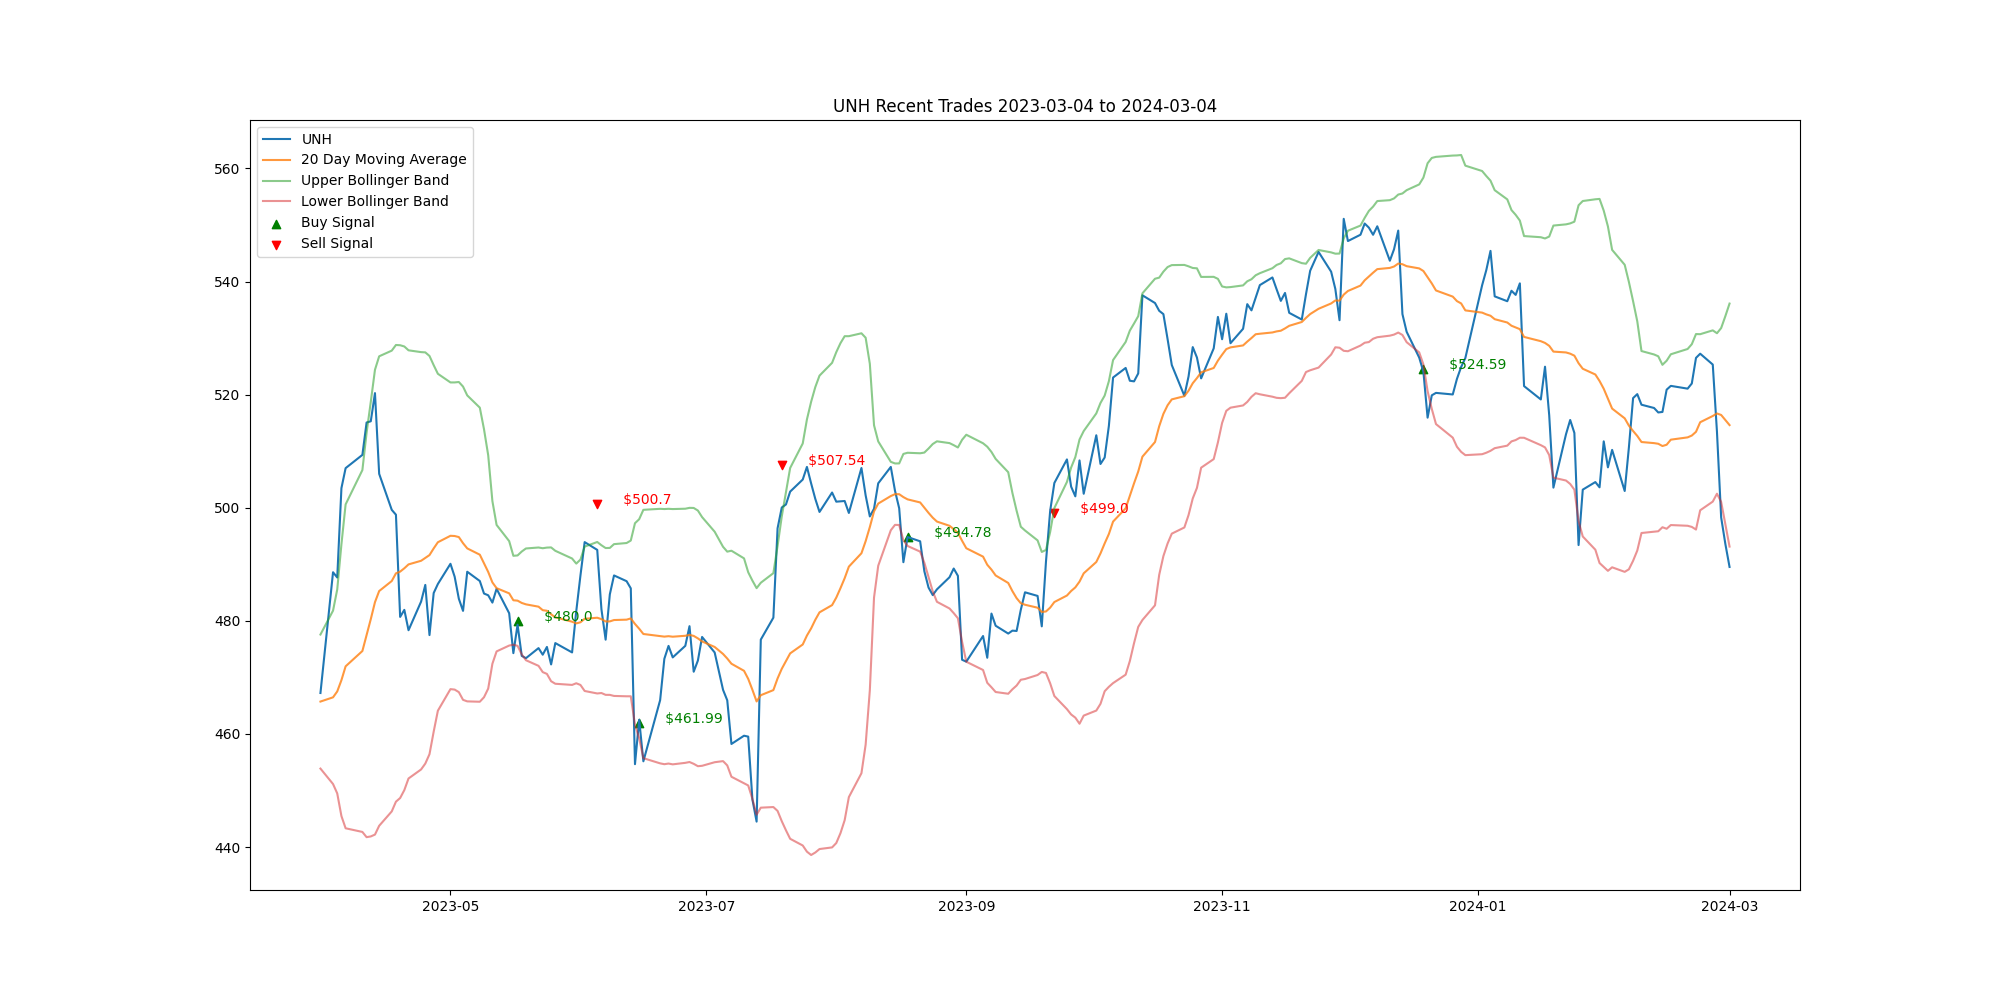 UNH Recent Trades 2023-03-04 to 2024-03-04
UNH
20 Day Moving Average
Upper Bollinger Band
Lower Bollinger Band
Buy Signal
Sell Signal
560
540
520
500
480
460
440
$480.0
$500.7
$461.99
$507.54
$494.78
$499.0
$524.59
2023-05
2023-07
2023-09
2023-11
2024-01
2024-03